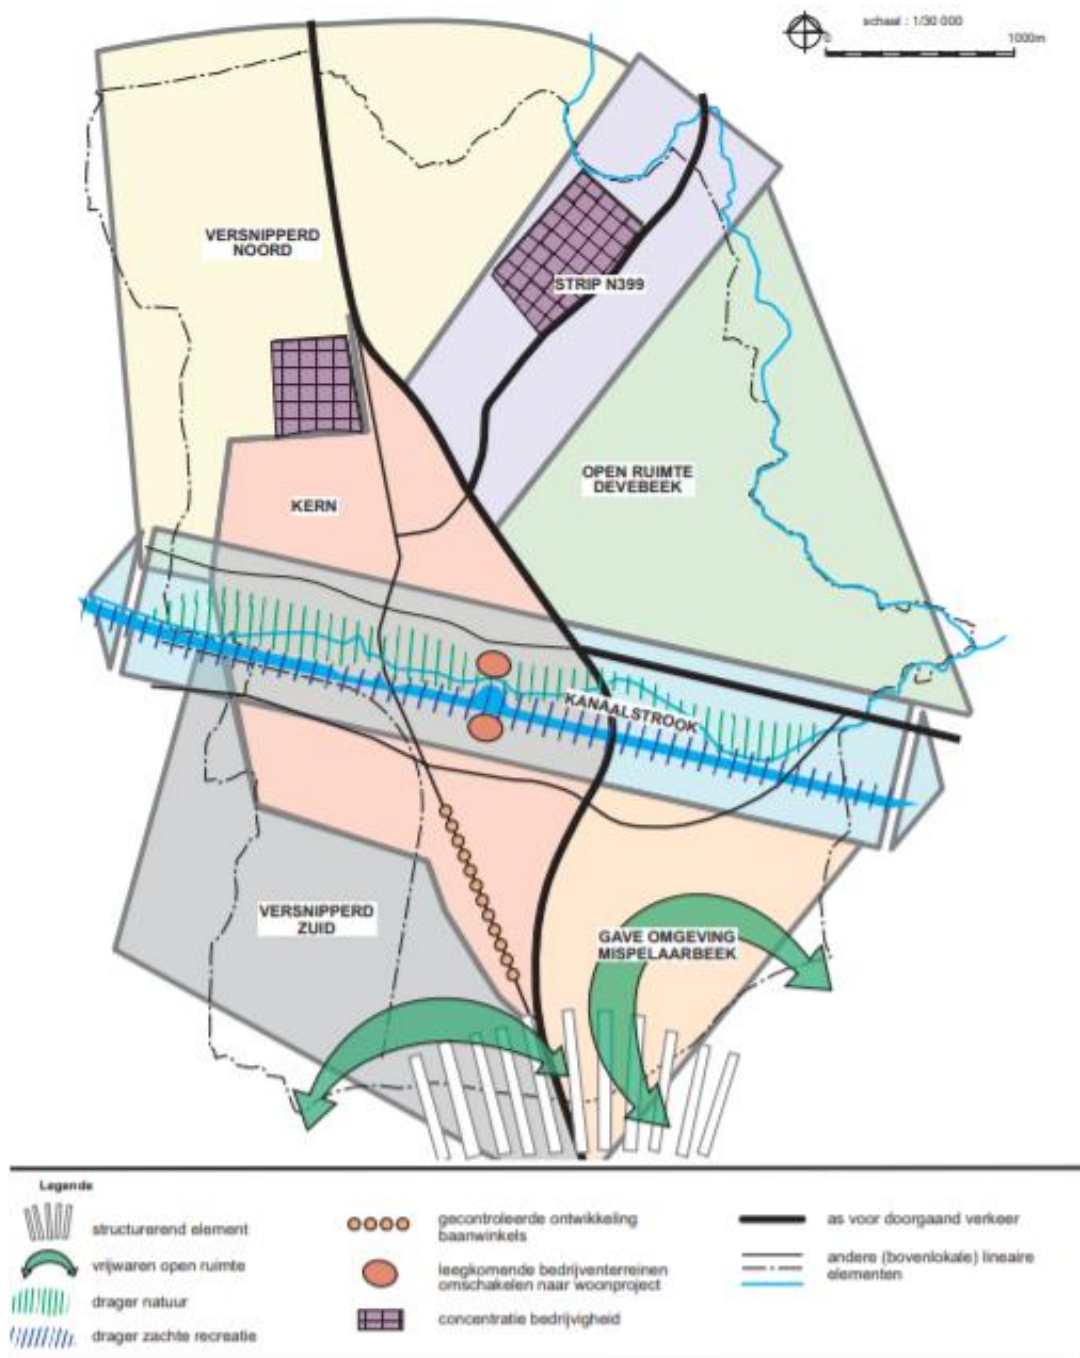 schaal : 1/30 000
0 1000m
VERSNIPPERD
NOORD
STRIP N399
OPEN RUIMTE
DEVEBEEK
KERN
KANAALSTROOK
VERSNIPPERD
ZUID
GAVE OMGEVING
MISPELAARBEEK
Legende
structurerend element
vrijwaren open ruimte
drager natuur
drager zachte recreatie
gecontroleerde ontwikkeling
baanwinkels
leegkomende bedrijventerreinen
omschakelen naar woonproject
concentratie bedrijvigheid
as voor doorgaand verkeer
andere (bovenlokale) lineaire
elementen